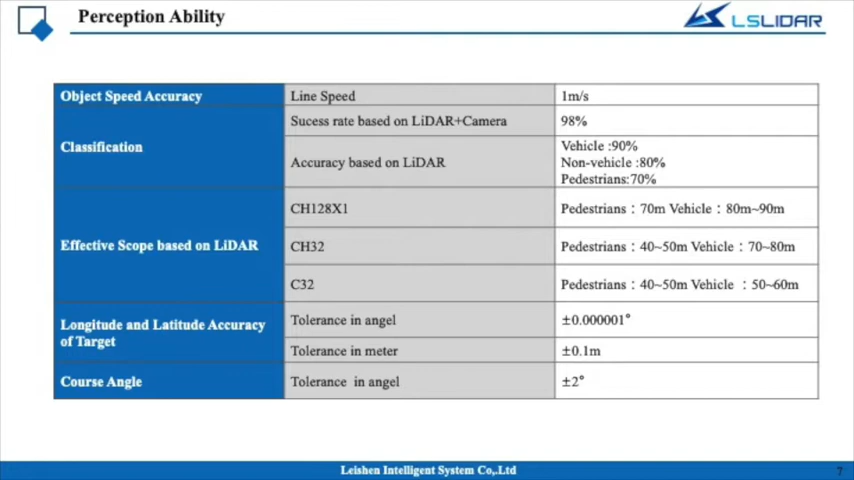 Perception Ability
LSLIDAR
Object Speed Accuracy
Line Speed
1m/s
Classification
Sucess rate based on LiDAR+Camera
98%
Accuracy based on LiDAR
Vehicle :90%
Non-vehicle :80%
Pedestrians:70%
Effective Scope based on LiDAR
CH128X1
Pedestrians：70m Vehicle：80m~90m
CH32
Pedestrians：40~50m Vehicle：70~80m
C32
Pedestrians：40~50m Vehicle ：50~60m
Longitude and Latitude Accuracy
of Target
Tolerance in angel
±0.000001°
Tolerance in meter
±0.1m
Course Angle
Tolerance in angel
±2°
Leishen Intelligent System Co,.Ltd
7